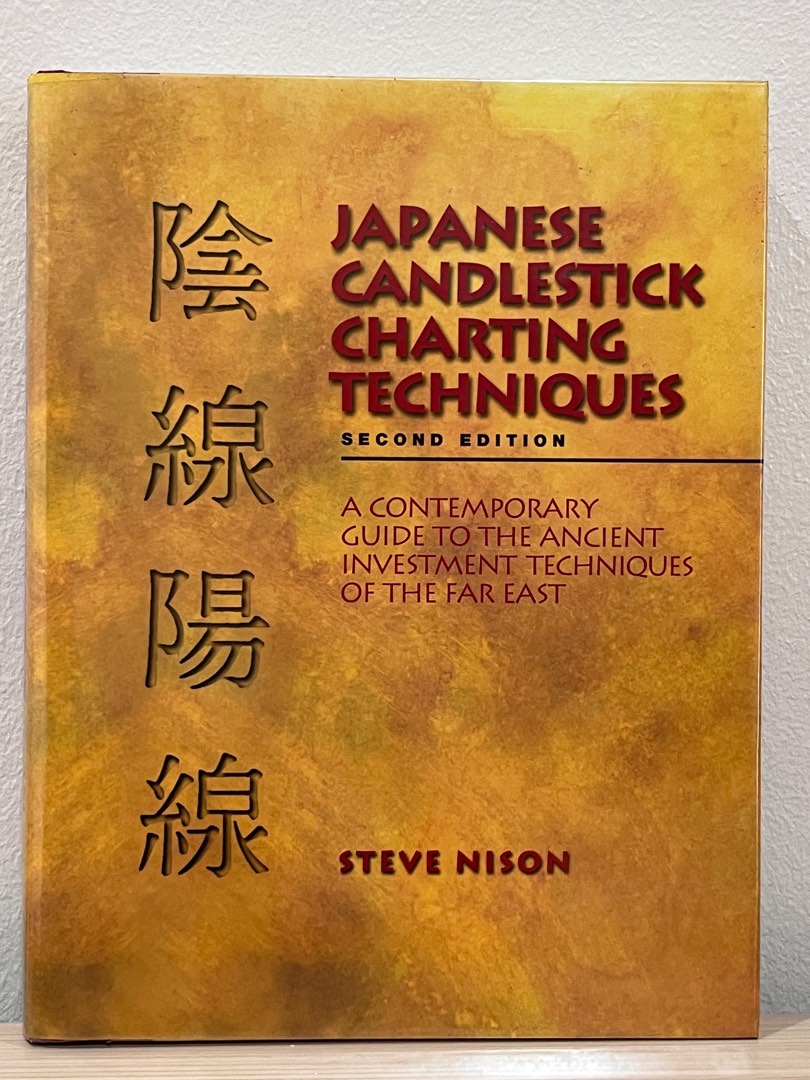 陰線陽線
JAPANESE
CANDLESTICK
CHARTING
TECHNIQUES
SECOND EDITION
A CONTEMPORARY
GUIDE TO THE ANCIENT
INVESTMENT TECHNIQUES
OF THE FAR EAST
STEVE NISON